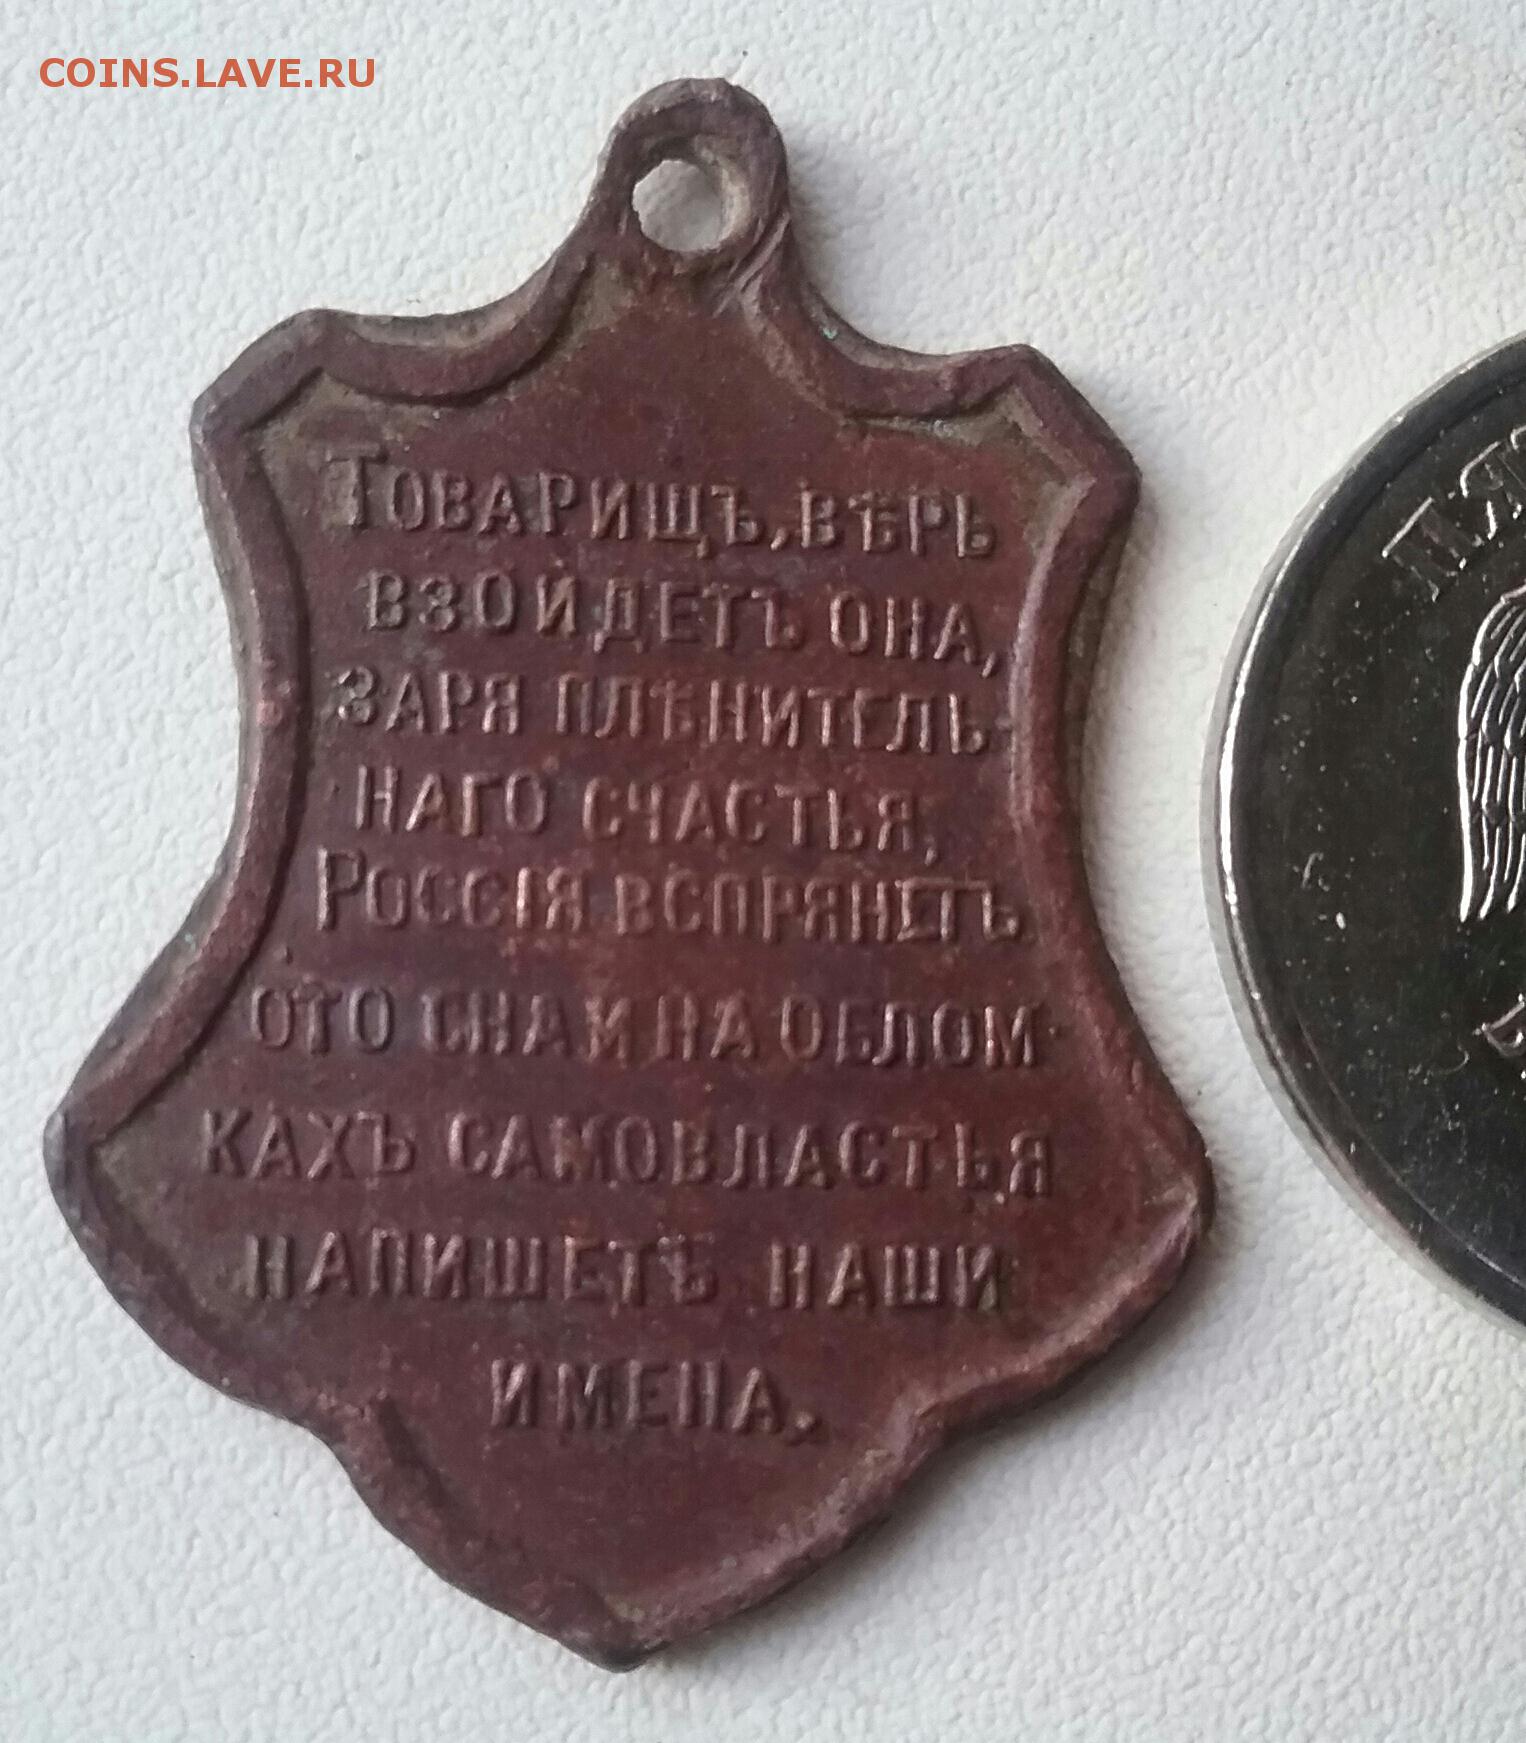 COINS.LAVE.RU
ТОВАРИЩЪ, ВѢРЬ
ВЗОЙДЕТЪ ОНА,
ЗАРЯ ПЛѢНИТЕЛЬ-
НАГО СЧАСТЬЯ,
РОССІЯ ВСПРЯНЕТЪ
ОТО СНА И НА ОБЛОМ-
КАХЪ САМОВЛАСТЬЯ
НАПИШЕТЪ НАШИ
ИМЕНА.